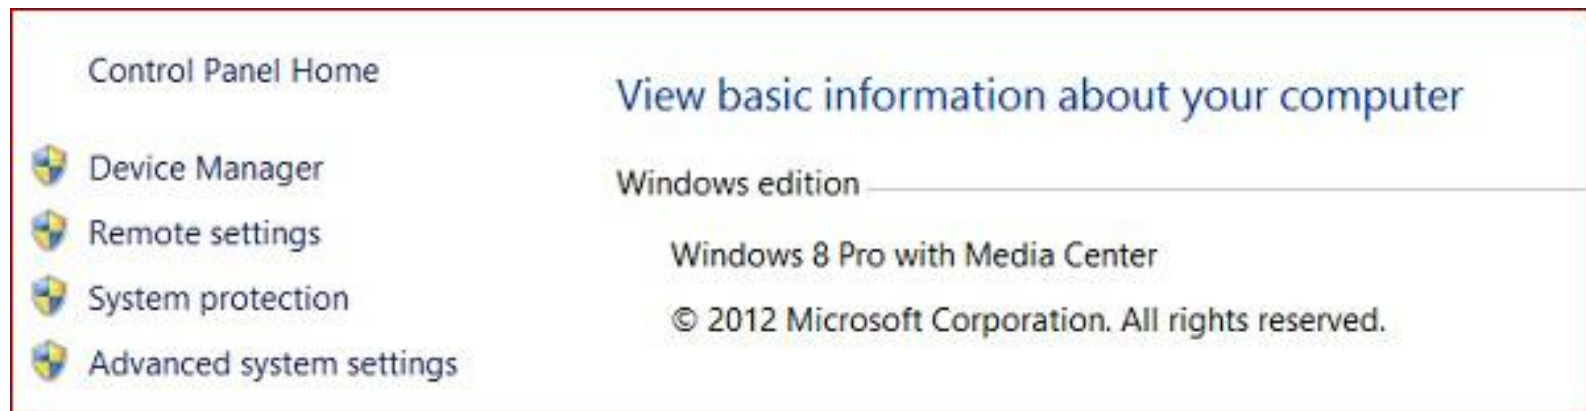 Control Panel Home
Device Manager
Remote settings
System protection
Advanced system settings
View basic information about your computer
Windows edition
Windows 8 Pro with Media Center
© 2012 Microsoft Corporation. All rights reserved.